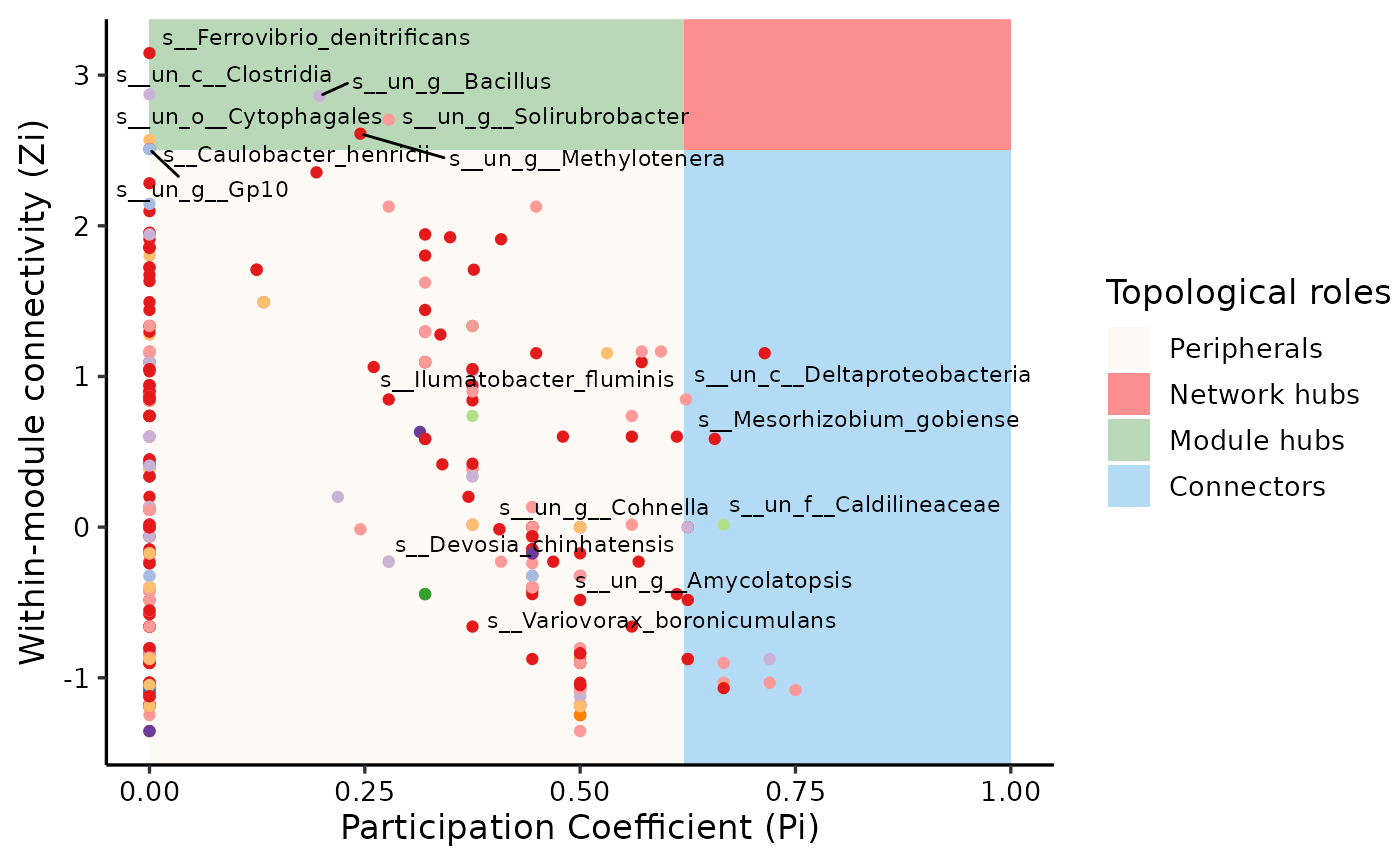 s__Ferrovibrio_denitrificans
s__un_c__Clostridia
s__un_g__Bacillus
s__un_o__Cytophagales
s__un_g__Solirubrobacter
s__Caulobacter_henricii
s__un_g__Methylotenera
s__un_g__Gp10
s__Ilumatobacter_fluminis
s__un_c__Deltaproteobacteria
s__Mesorhizobium_gobiense
s__un_g__Cohnella
s__un_f__Caldilineaceae
s__Devosia_chinhatensis
s__un_g__Amycolatopsis
s__Variovorax_boronicumulans
3
2
1
0
-1
Within-module connectivity (Zi)
0.00
0.25
0.50
0.75
1.00
Participation Coefficient (Pi)
Topological roles
Peripherals
Network hubs
Module hubs
Connectors